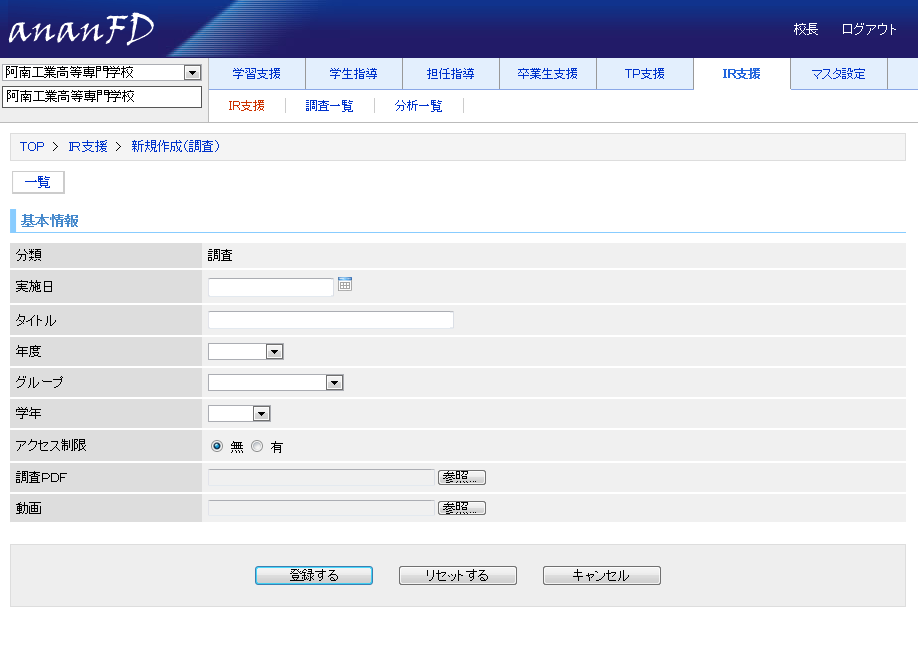 ananFD
校長 ログアウト
阿南工業高等専門学校
阿南工業高等専門学校
学習支援 学生指導 担任指導 卒業生支援 TP支援 IR支援 マスタ設定
IR支援 調査一覧 分析一覧
TOP > IR支援 > 新規作成(調査)
一覧
基本情報
分類 調査
実施日
タイトル
年度
グループ
学年
アクセス制限 無 有
調査PDF 参照...
動画 参照...
登録する リセットする キャンセル